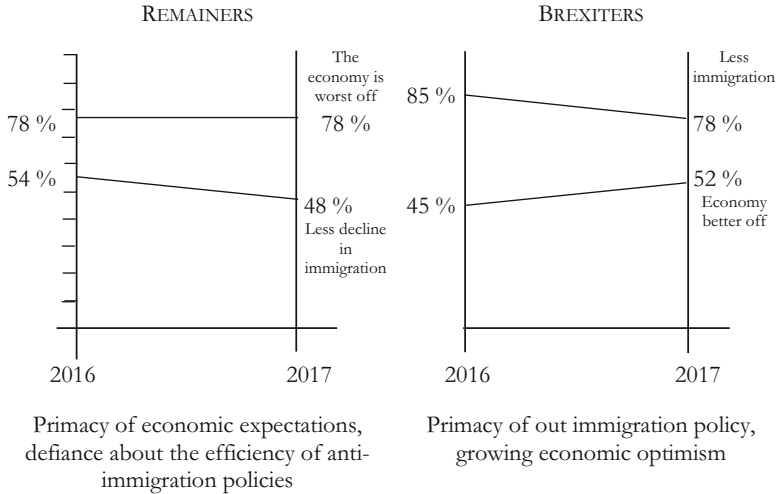 REMAINERS
The
economy is
worst off
78 %
78 %
54 %
48 %
Less decline
in
immigration
2016
2017
Primacy of economic expectations,
defiance about the efficiency of anti-
immigration policies
BREXITERS
Less
immigration
85 %
78 %
52 %
45 %
Economy
better off
2016
2017
Primacy of out immigration policy,
growing economic optimism